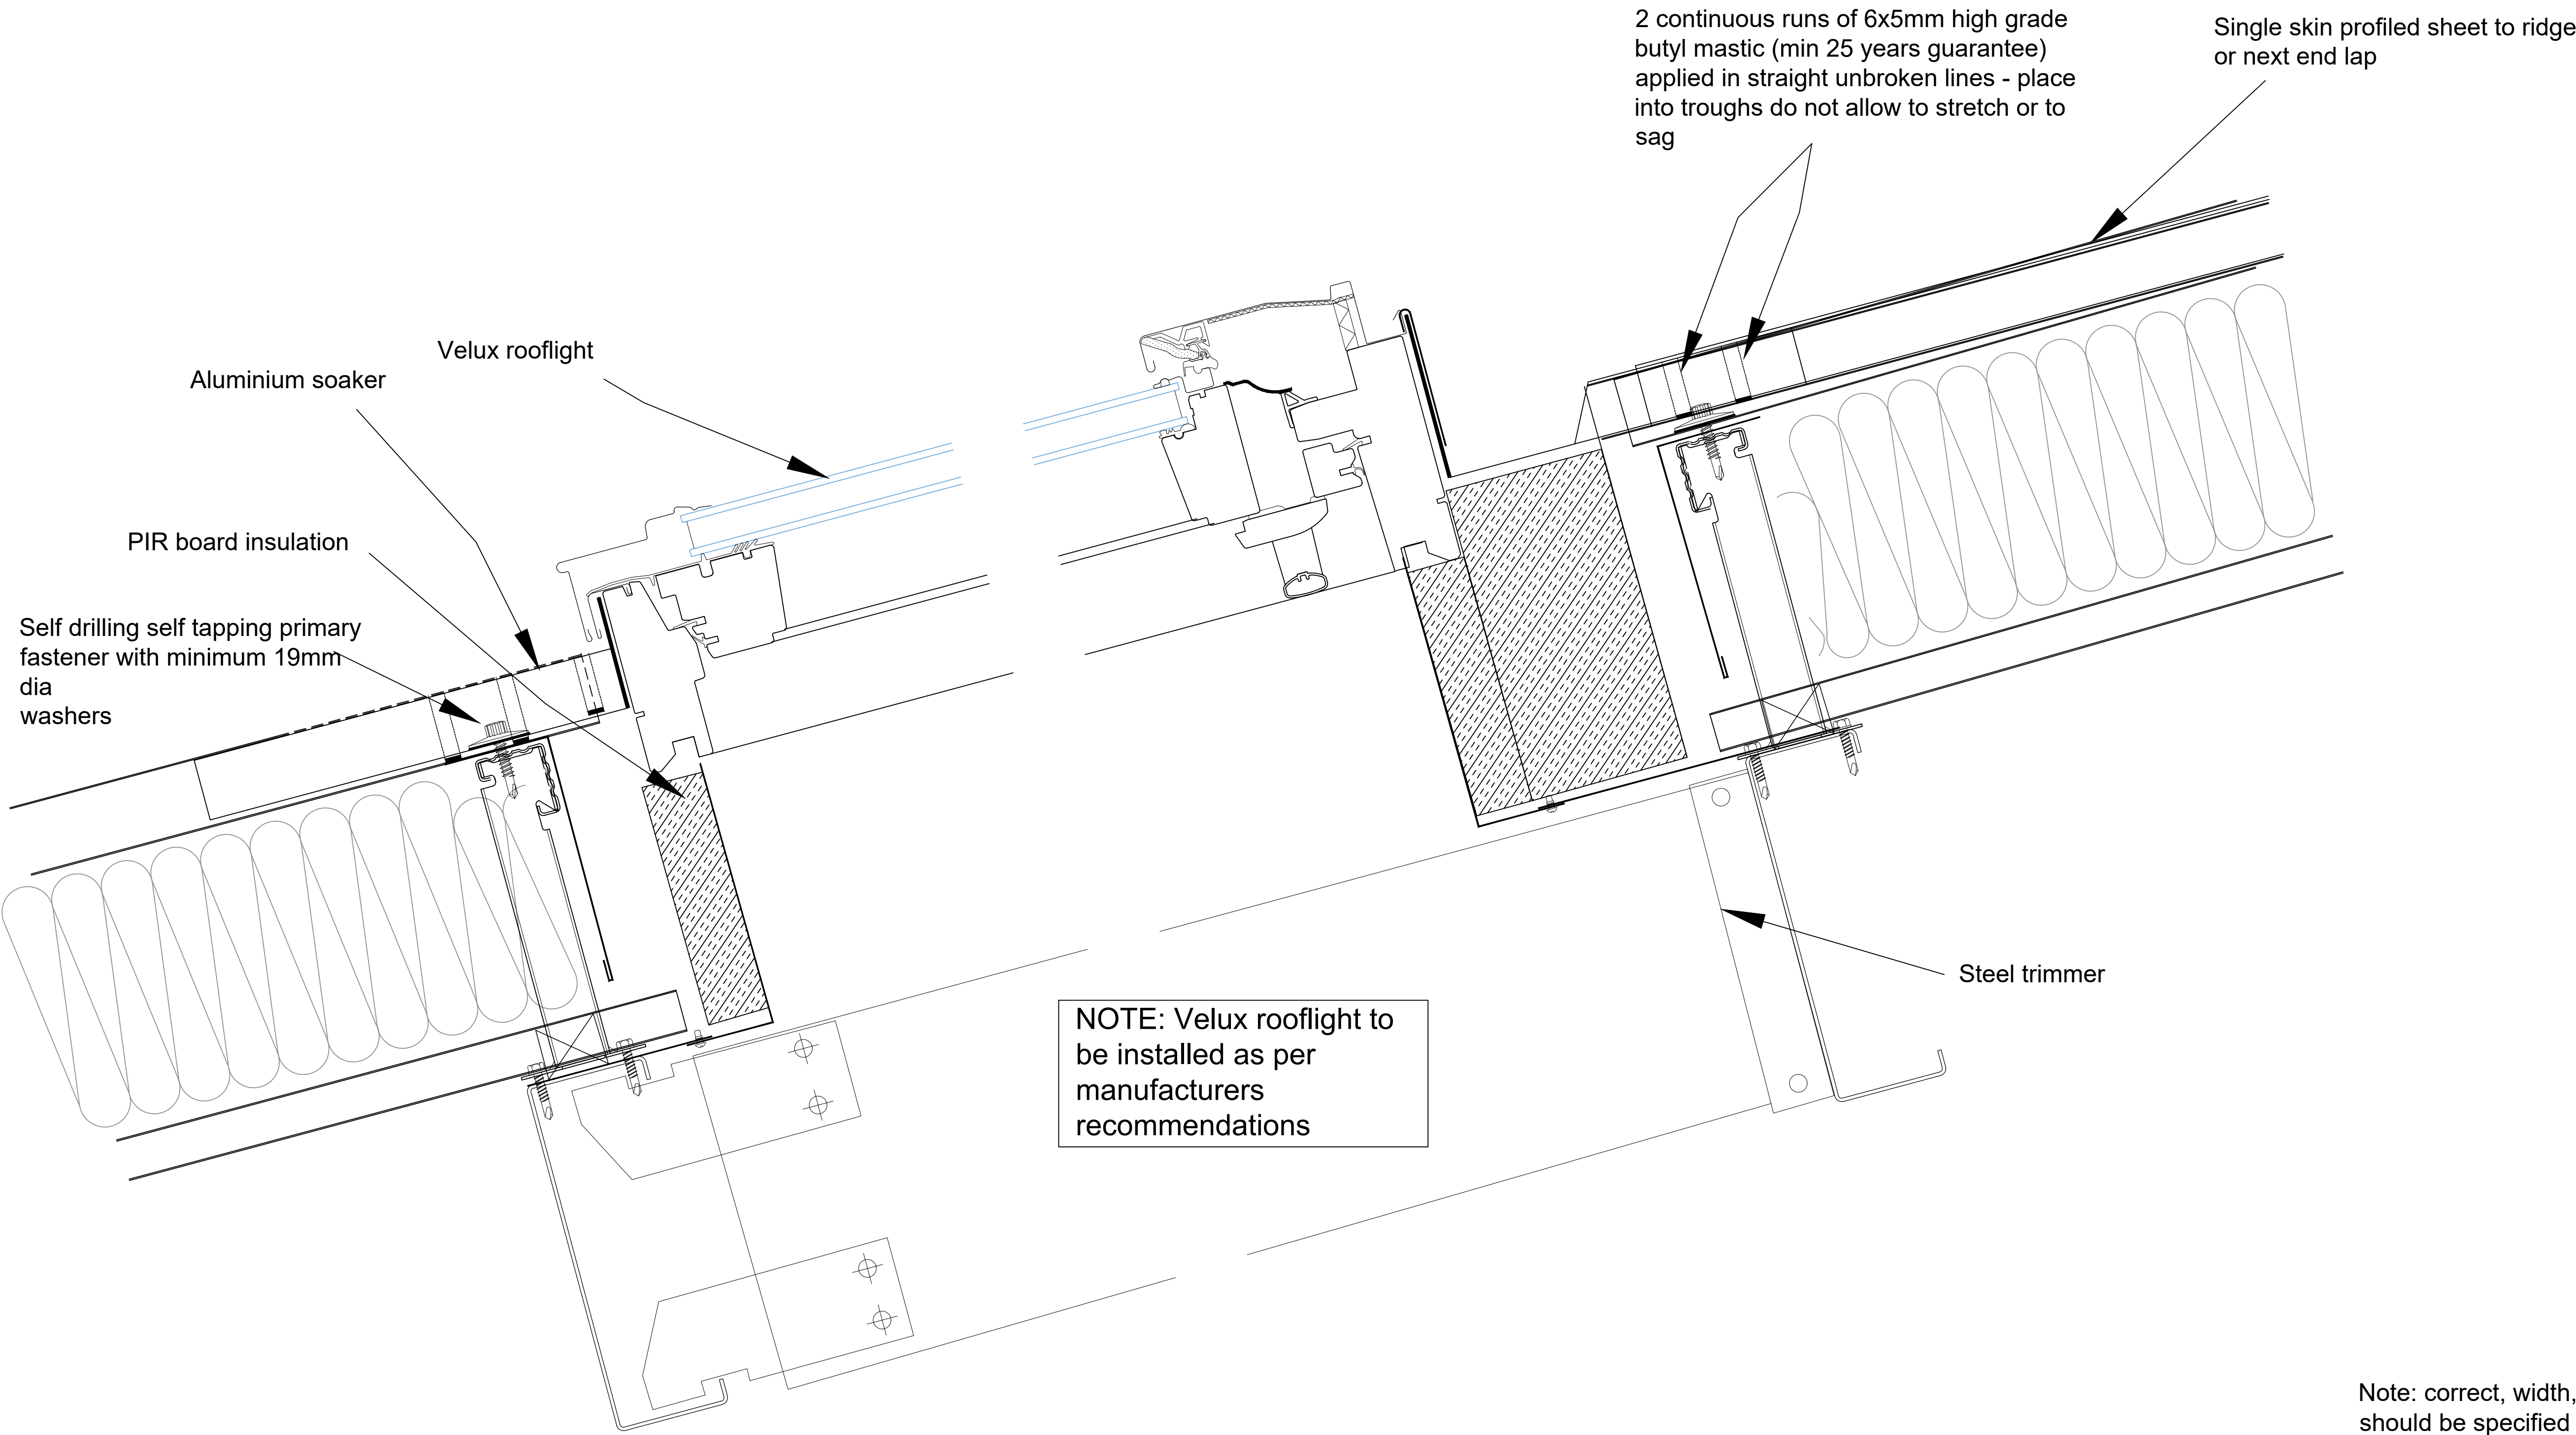 2 continuous runs of 6x5mm high grade
butyl mastic (min 25 years guarantee)
applied in straight unbroken lines - place
into troughs do not allow to stretch or to
sag
Single skin profiled sheet to ridge
or next end lap
Velux rooflight
Aluminium soaker
PIR board insulation
Self drilling self tapping primary
fastener with minimum 19mm
dia
washers
Steel trimmer
NOTE: Velux rooflight to
be installed as per
manufacturers
recommendations
Note: correct, width,
should be specified